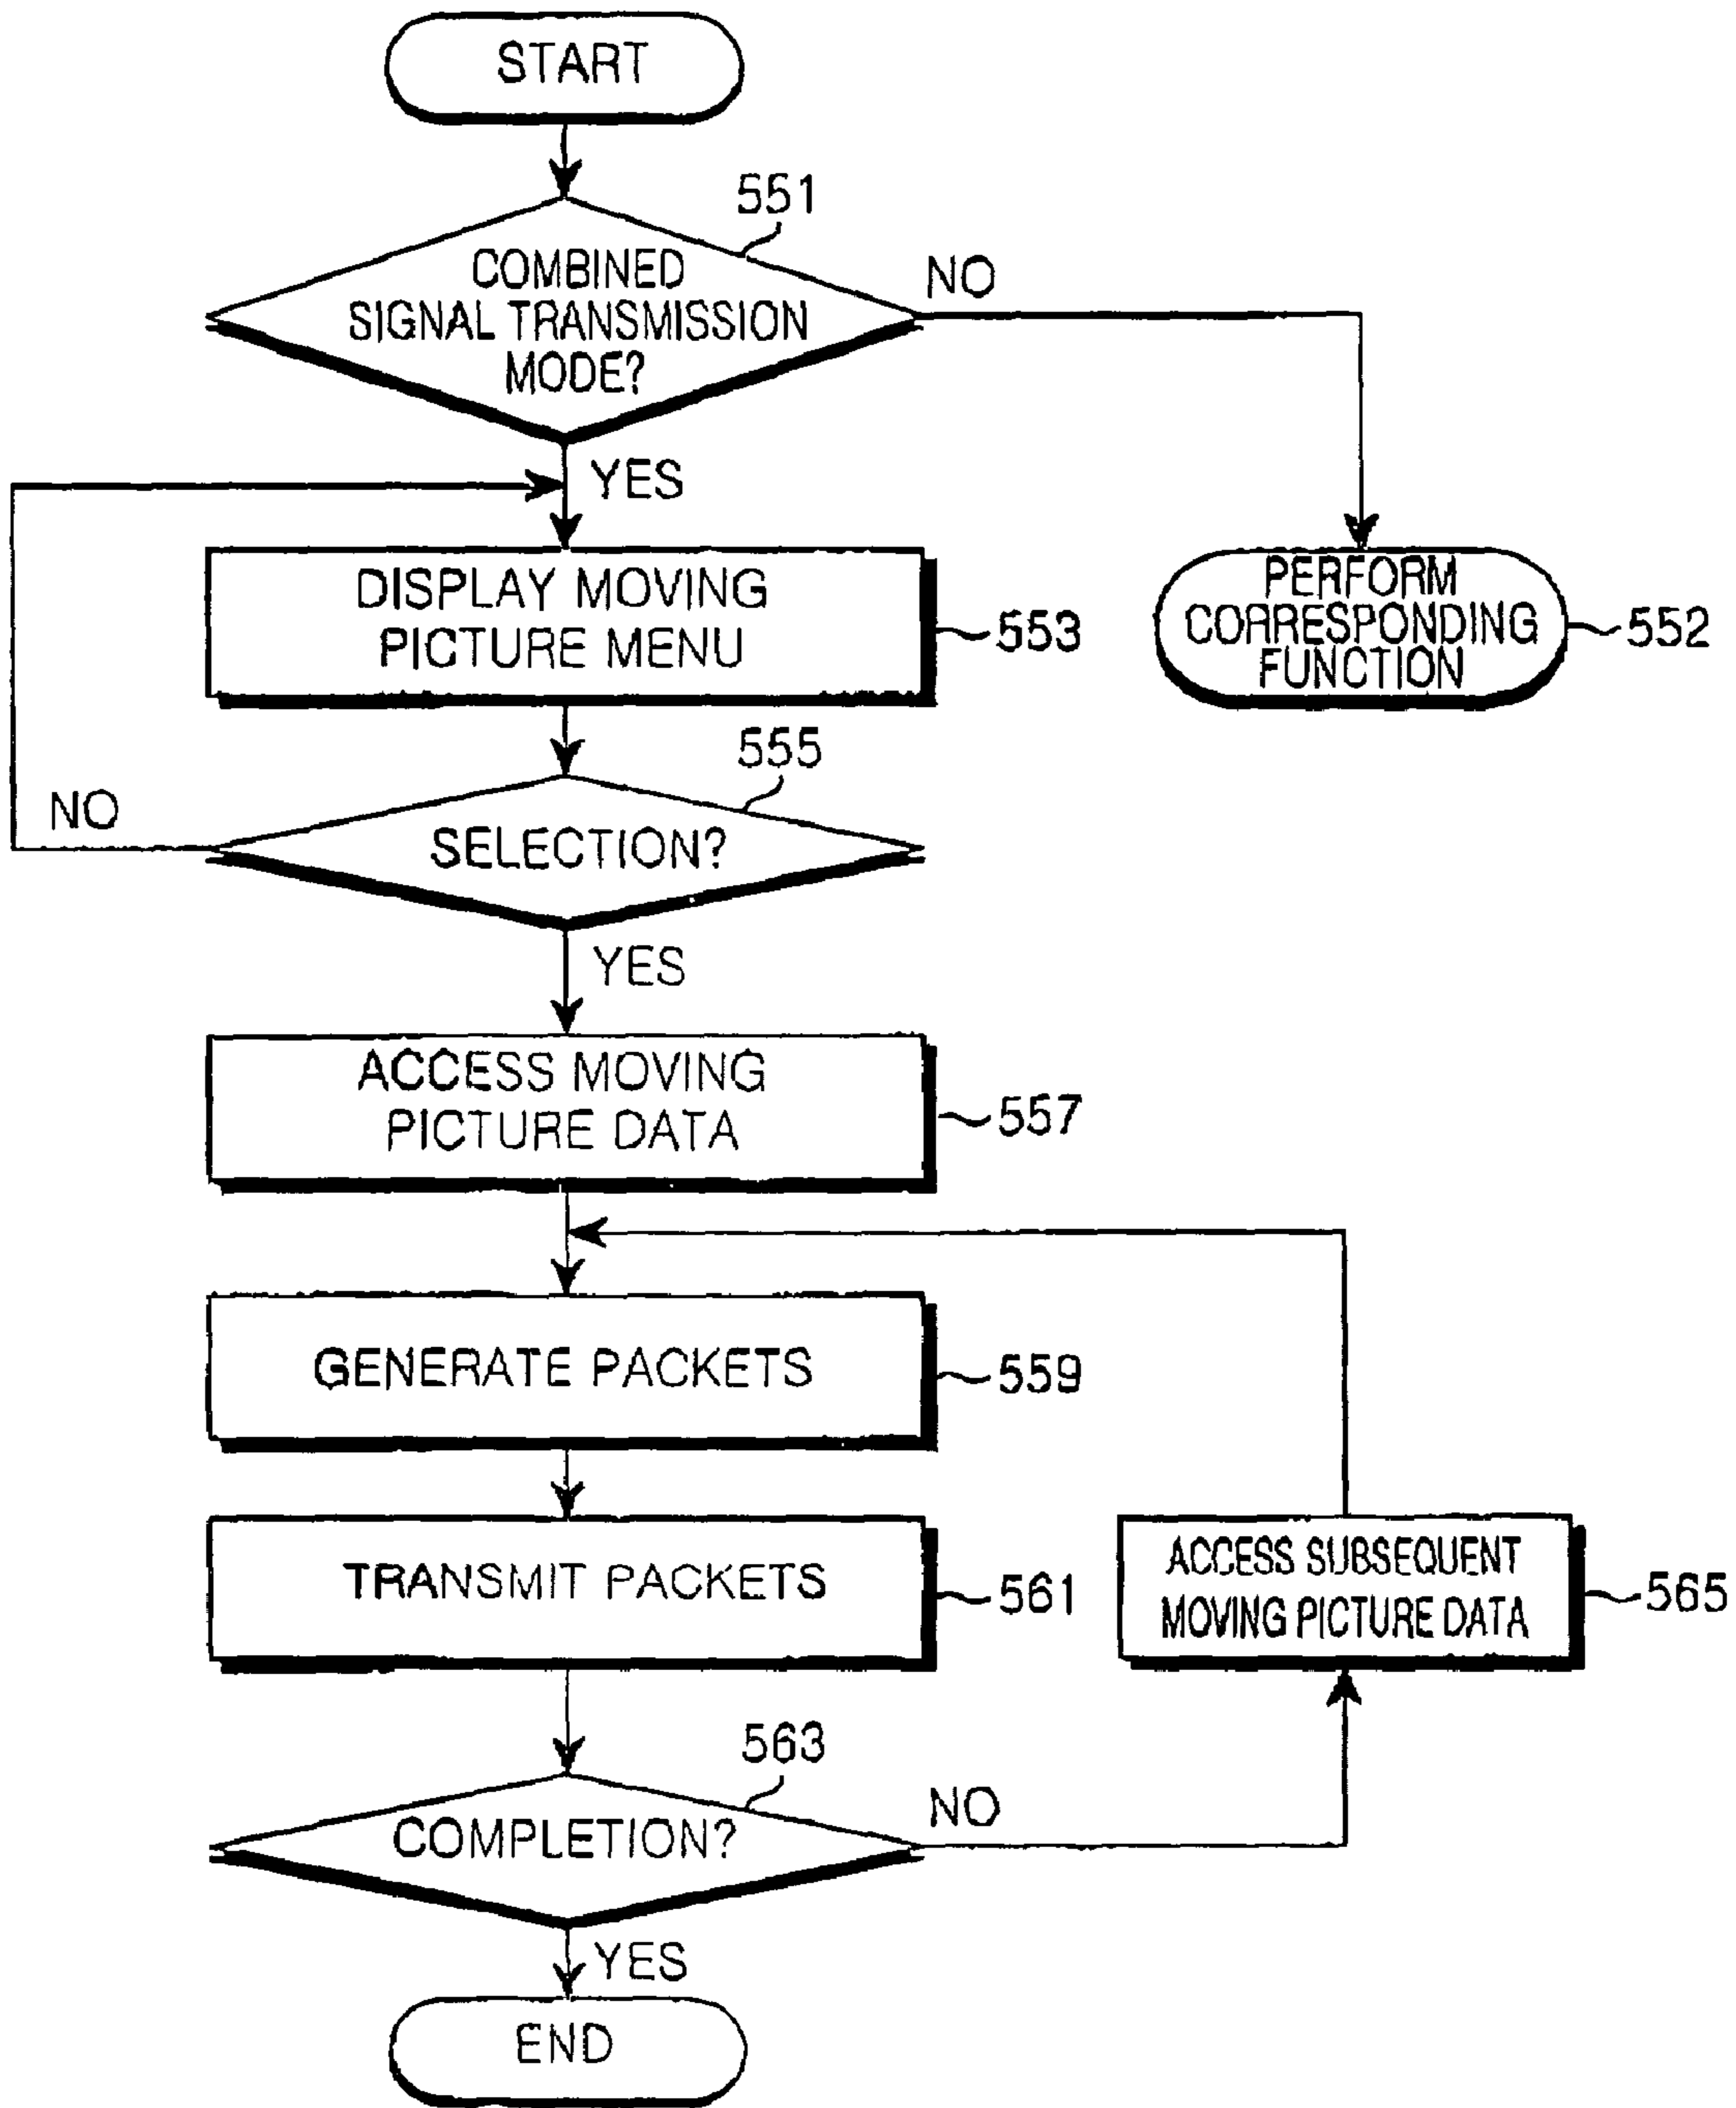 START
551
COMBINED
SIGNAL TRANSMISSION
MODE?
NO
YES
DISPLAY MOVING
PICTURE MENU
553
PERFORM
CORRESPONDING
FUNCTION
552
555
NO
SELECTION?
YES
ACCESS MOVING
PICTURE DATA
557
GENERATE PACKETS
559
TRANSMIT PACKETS
561
ACCESS SUBSEQUENT
MOVING PICTURE DATA
565
563
COMPLETION?
NO
YES
END